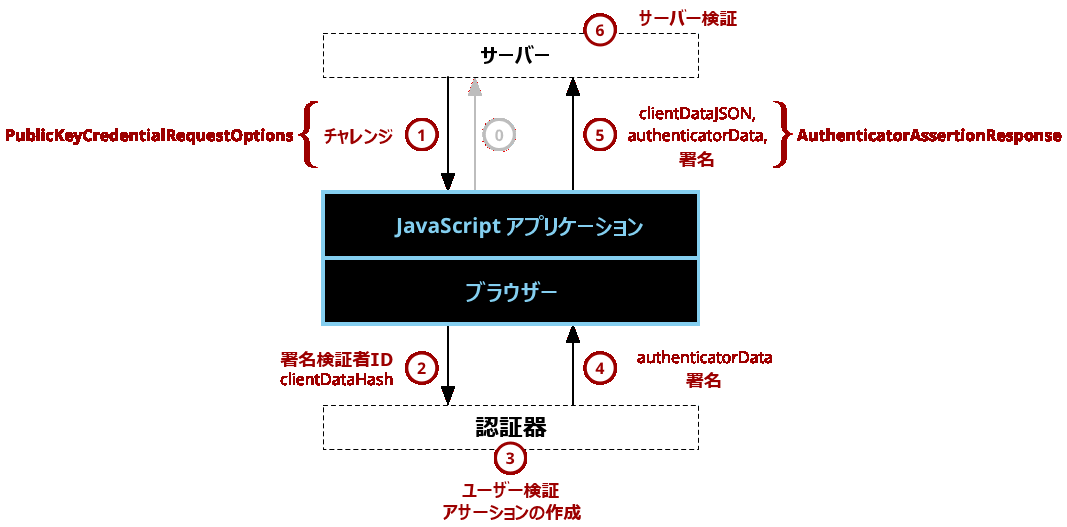 6
サーバー検証
サーバー
PublicKeyCredentialRequestOptions
チャレンジ
1
0
5
clientDataJSON,
authenticatorData,
署名
AuthenticatorAssertionResponse
JavaScript アプリケーション
ブラウザー
署名検証者ID
clientDataHash
2
4
authenticatorData
署名
認証器
3
ユーザー検証
アサーションの作成